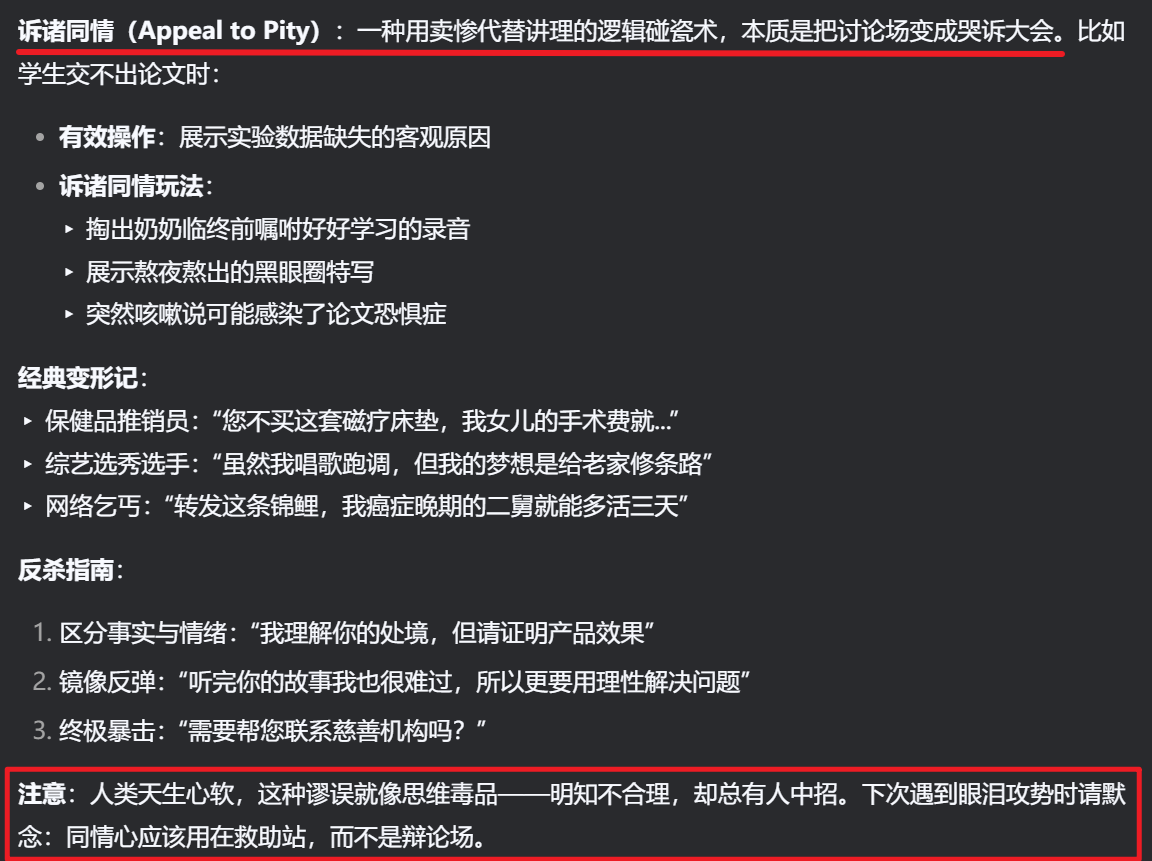 诉诸同情（Appeal to Pity）：一种用卖惨代替讲理的逻辑碰瓷术，本质是把讨论场变成哭诉大会。比如
学生交不出论文时：
• 有效操作：展示实验数据缺失的客观原因
• 诉诸同情玩法：
‣ 掏出奶奶临终前嘱咐好好学习的录音
‣ 展示熬夜熬出的黑眼圈特写
‣ 突然咳嗽说可能感染了论文恐惧症
经典变形记：
‣ 保健品推销员：“您不买这套磁疗床垫，我女儿的手术费就...”
‣ 综艺选秀选手：“虽然我唱歌跑调，但我的梦想是给老家修条路”
‣ 网络乞丐：“转发这条锦鲤，我癌症晚期的二舅就能多活三天”
反杀指南：
1. 区分事实与情绪：“我理解你的处境，但请证明产品效果”
2. 镜像反弹：“听完你的故事我也很难过，所以更要用理性解决问题”
3. 终极暴击：“需要帮您联系慈善机构吗？”
注意：人类天生心软，这种谬误就像思维毒品——明知不合理，却总有人中招。下次遇到眼泪攻势时请默
念：同情心应该用在救助站，而不是辩论场。